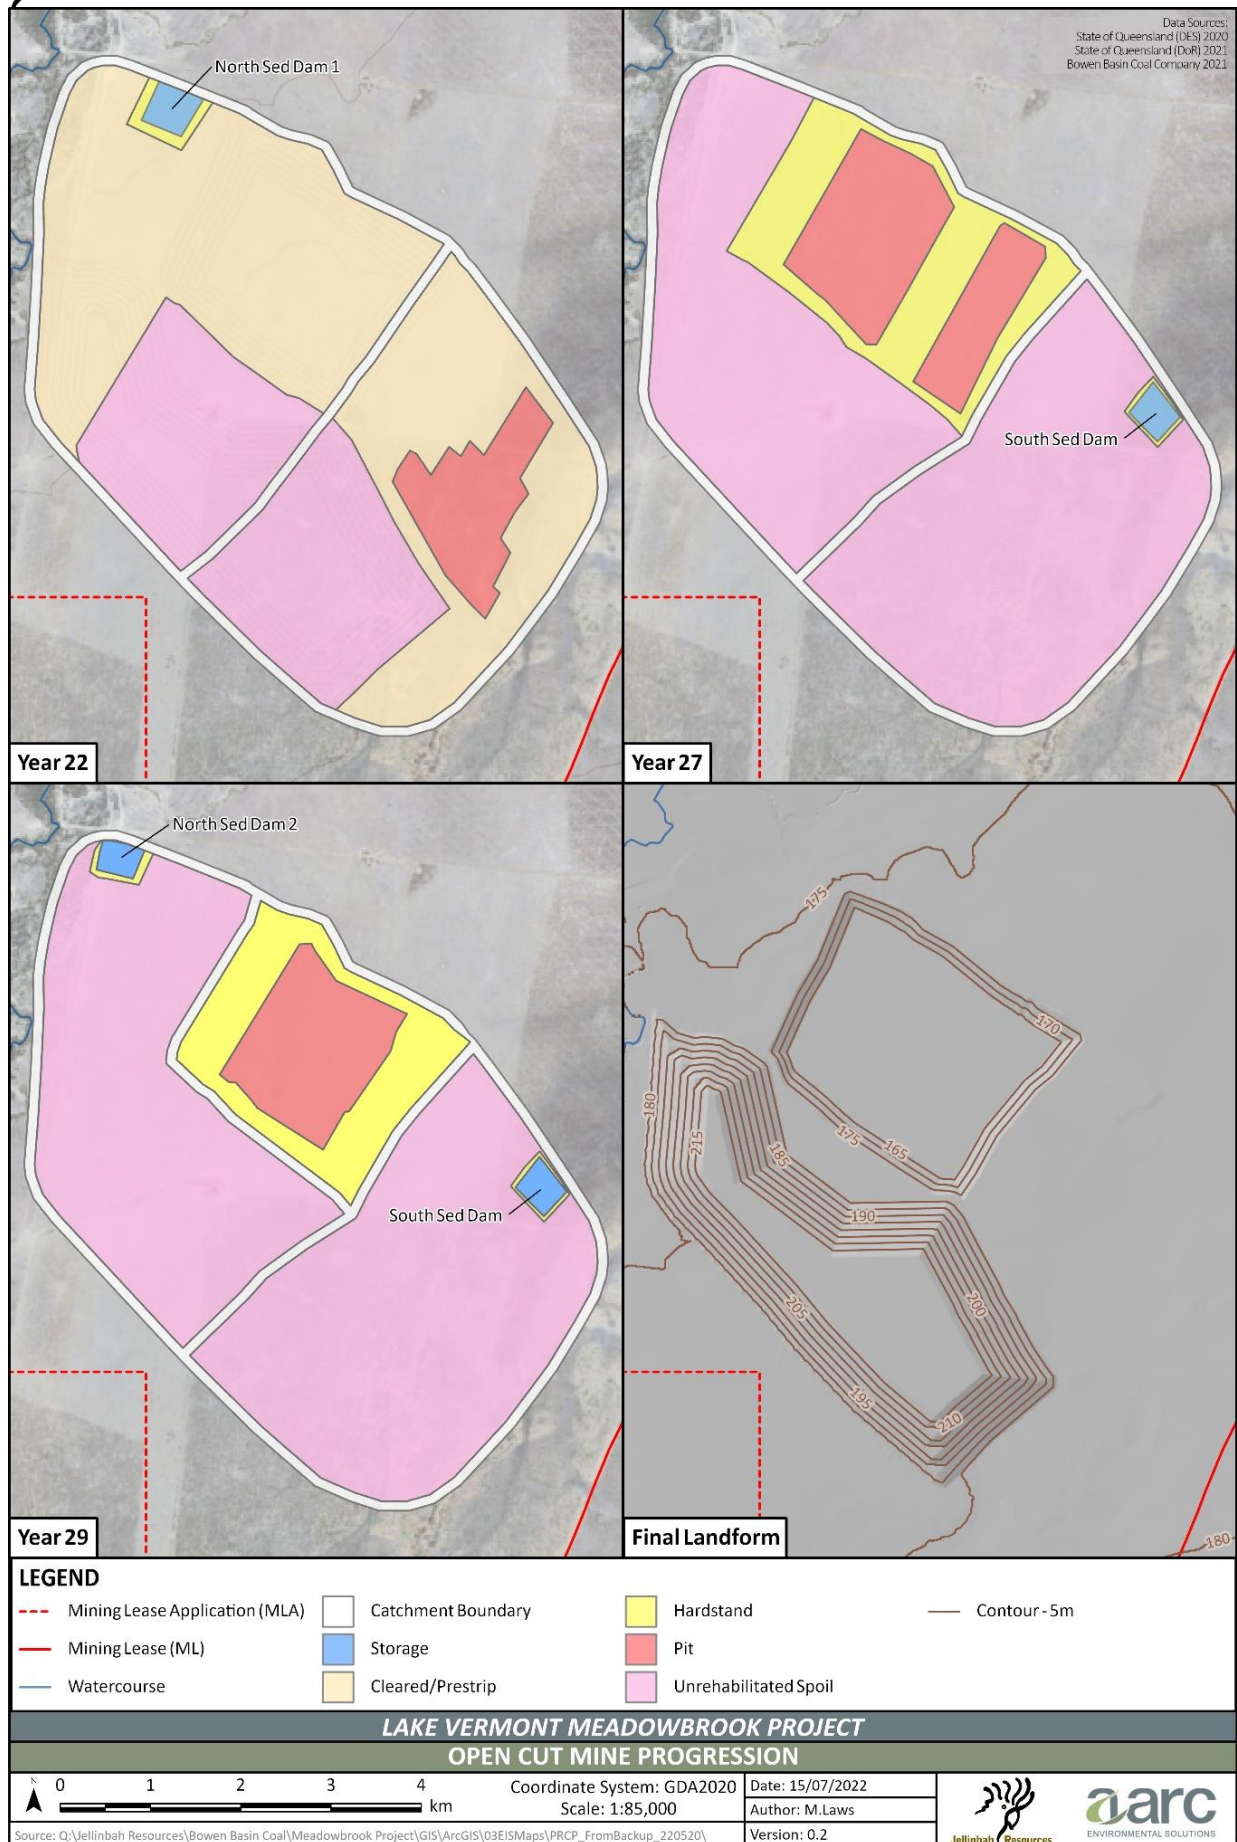 Data Sources:
State of Queensland (DES) 2020
State of Queensland (DoR) 2021
Bowen Basin Coal Company 2021
North Sed Dam 1
Year 22
South Sed Dam
Year 27
North Sed Dam 2
South Sed Dam
Year 29
175
170
180
215
185
175
165
190
205
200
195
210
180
Final Landform
LEGEND
Mining Lease Application (MLA)
Mining Lease (ML)
Watercourse
Catchment Boundary
Storage
Cleared/Prestrip
Hardstand
Pit
Unrehabilitated Spoil
Contour - 5m
LAKE VERMONT MEADOWBROOK PROJECT
OPEN CUT MINE PROGRESSION
N
0 1 2 3 4
km
Coordinate System: GDA2020
Scale: 1:85,000
Date: 15/07/2022
Author: M.Laws
Version: 0.2
Source: Q:\Jellinbah Resources\Bowen Basin Coal\Meadowbrook Project\GIS\ArcGIS\03EISMaps\PRCP_FromBackup_220520\
Jellinbah Resources
aarc
ENVIRONMENTAL SOLUTIONS